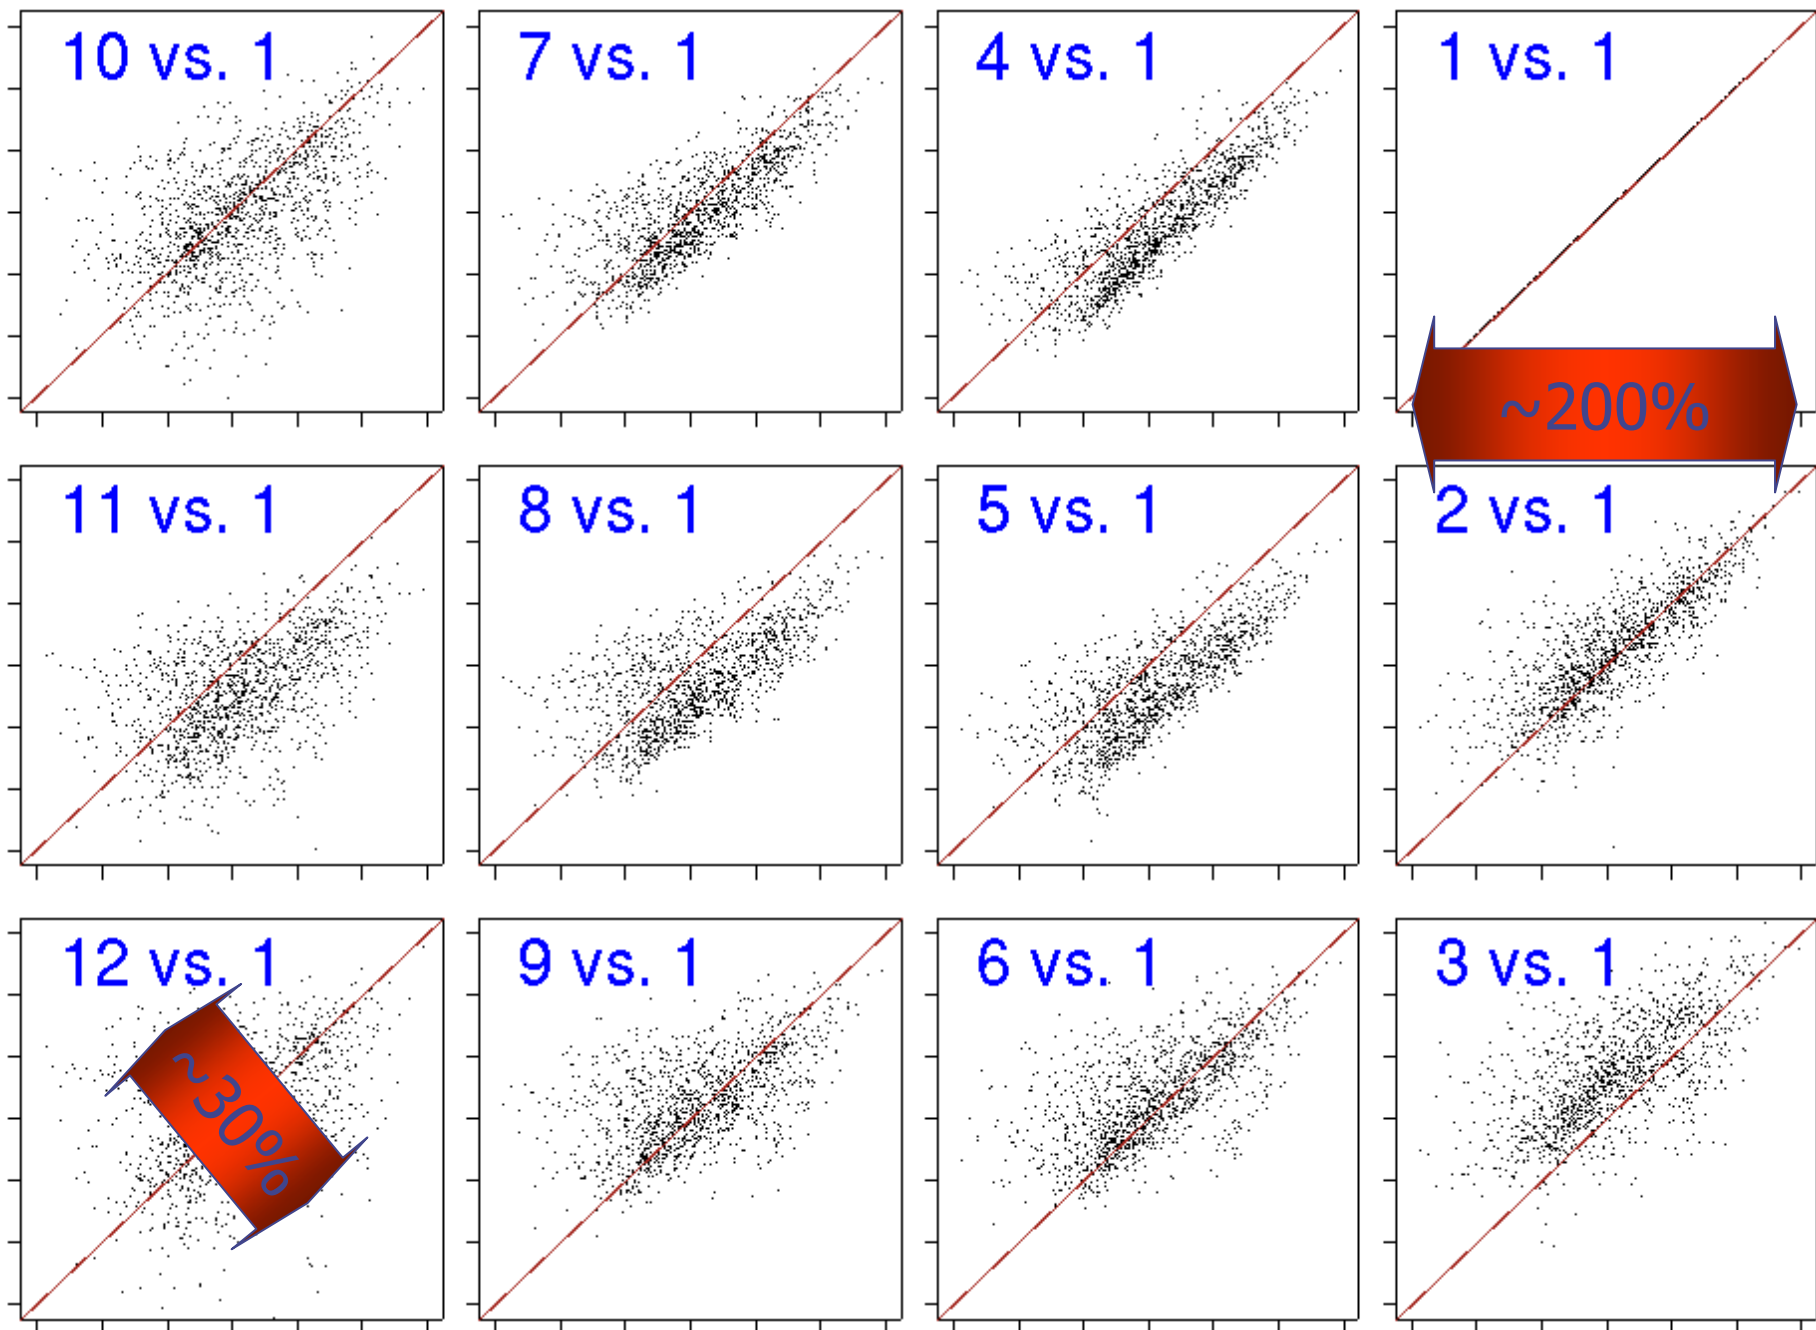 10 vs. 1
7 vs. 1
4 vs. 1
1 vs. 1
~200%
11 vs. 1
8 vs. 1
5 vs. 1
2 vs. 1
12 vs. 1
9 vs. 1
6 vs. 1
3 vs. 1
~30%